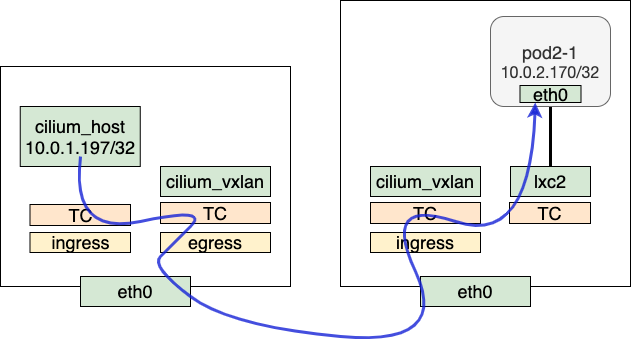 cilium_host
10.0.1.197/32
cilium_vxlan
TC
TC
ingress
egress
eth0
pod2-1
10.0.2.170/32
eth0
cilium_vxlan
lxc2
TC
TC
ingress
eth0